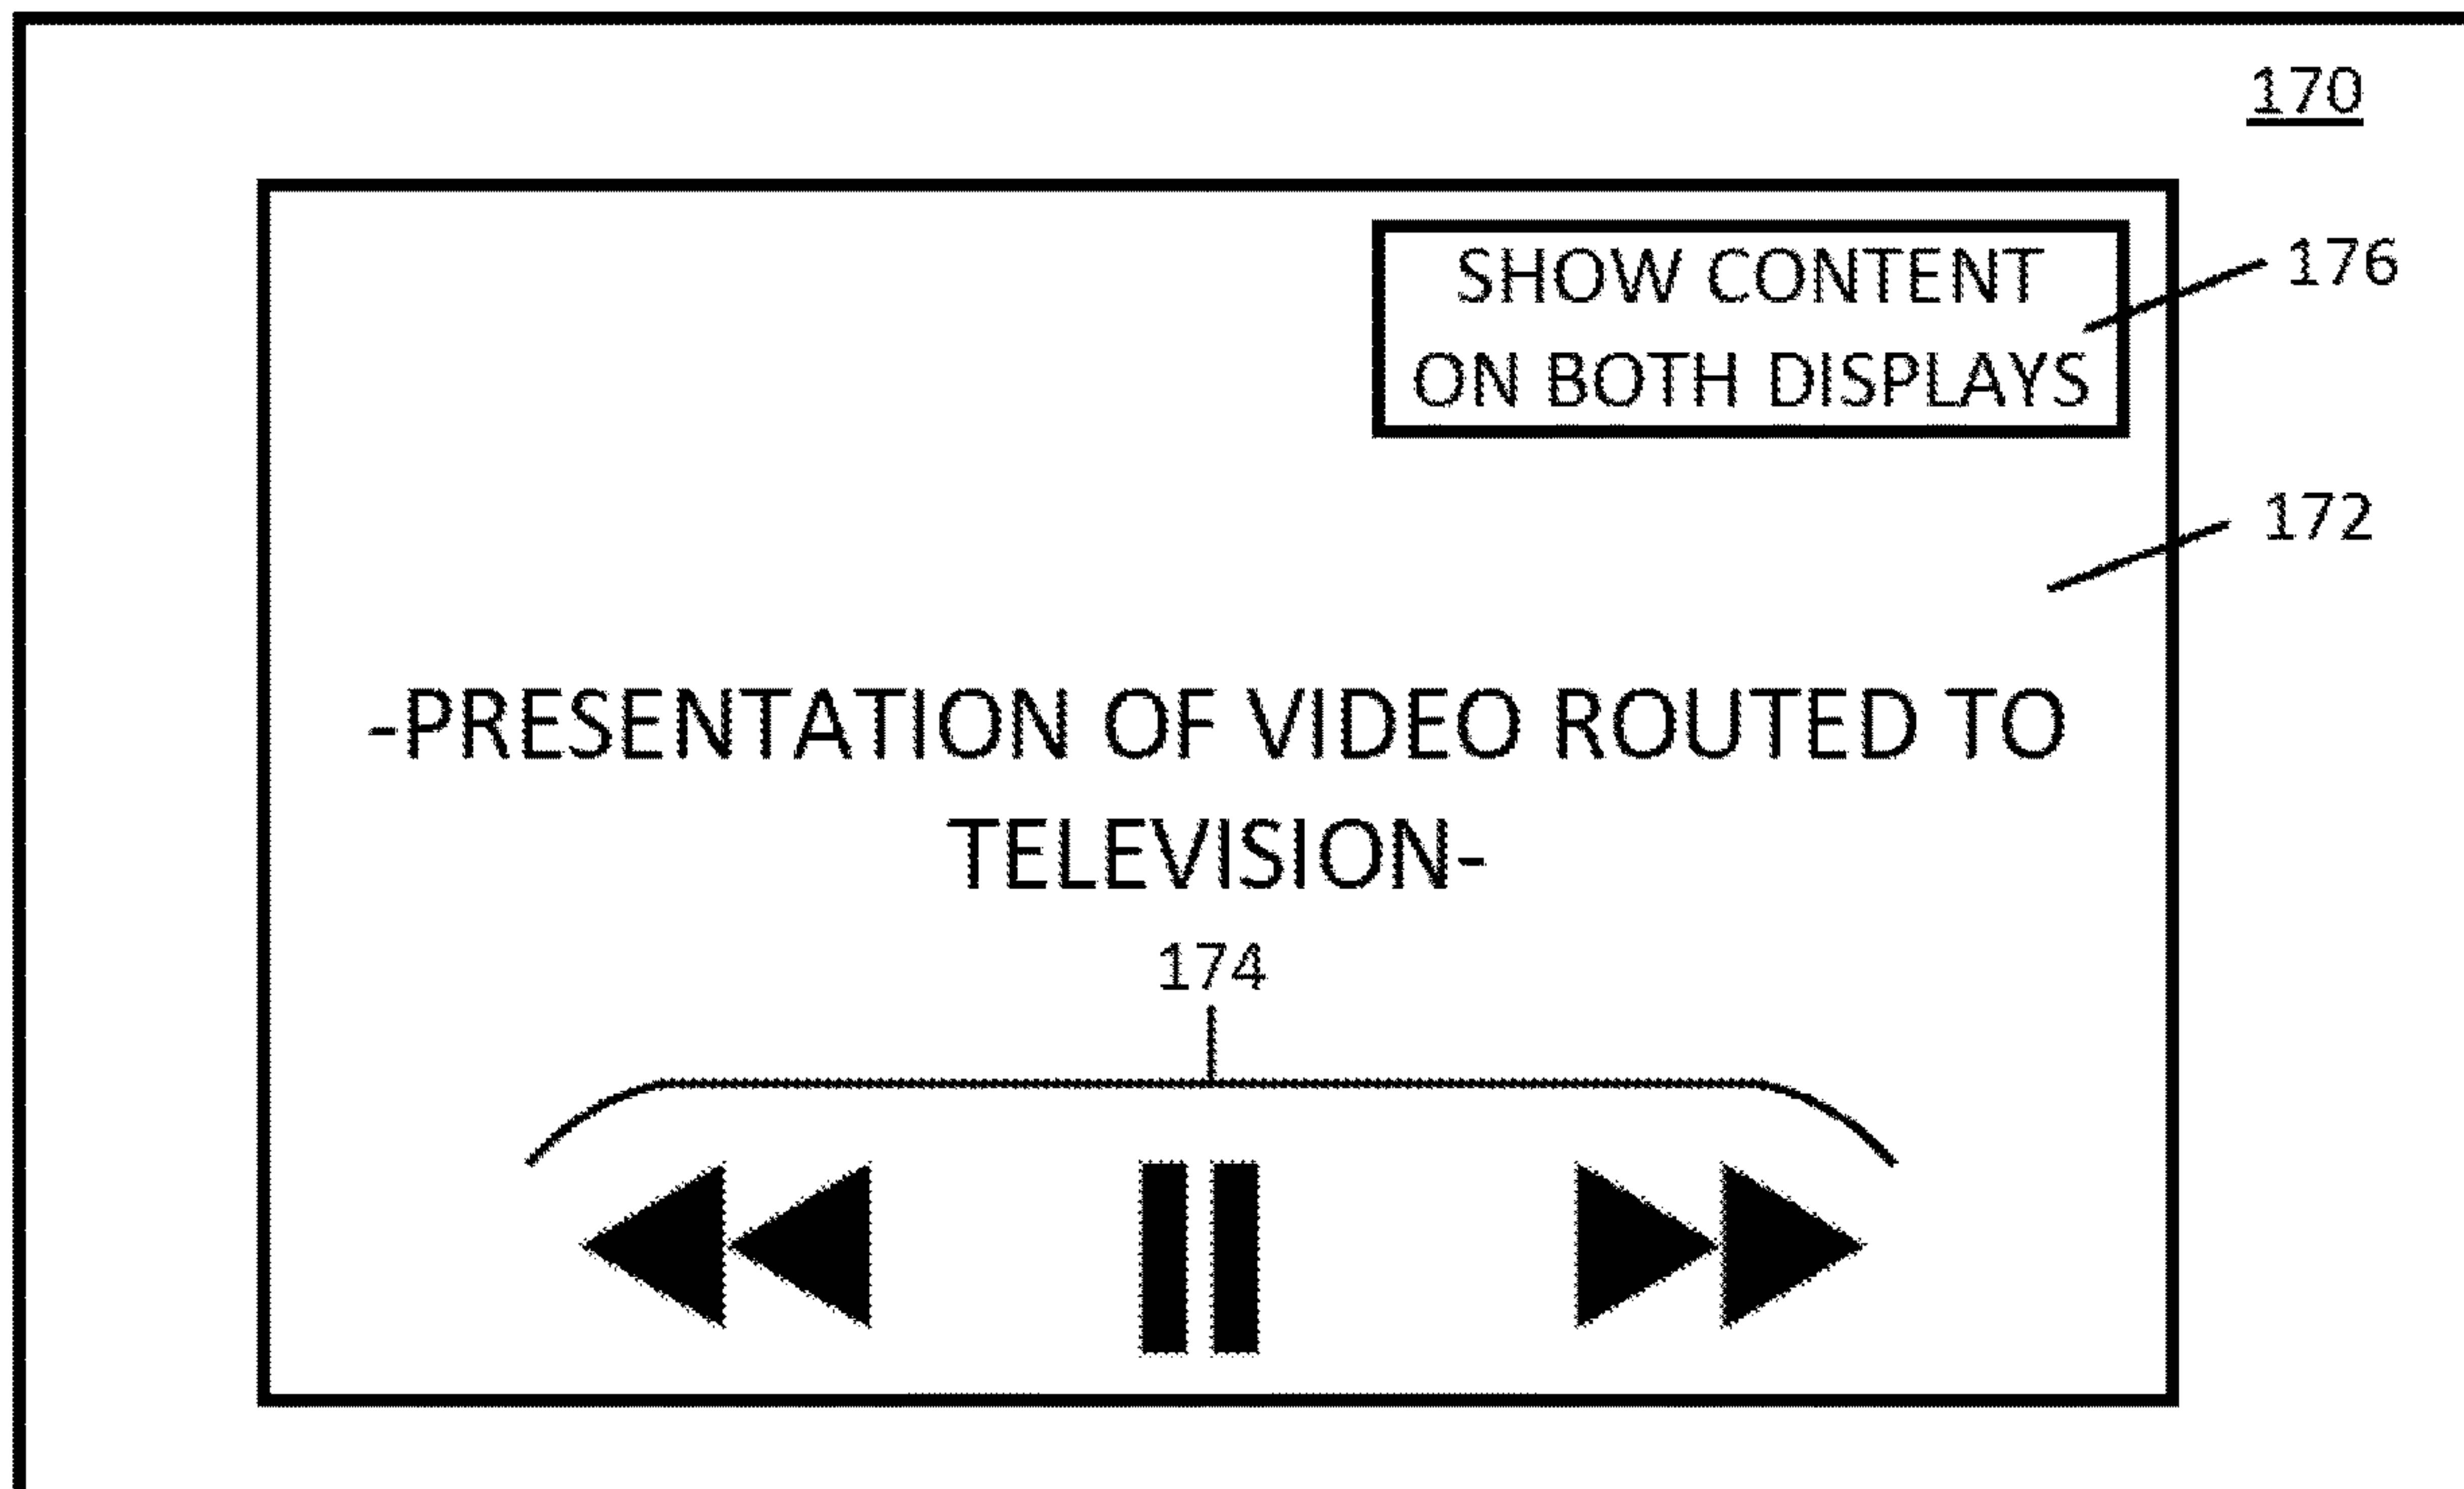 170
SHOW CONTENT
ON BOTH DISPLAYS
176
172
-PRESENTATION OF VIDEO ROUTED TO
TELEVISION-
174